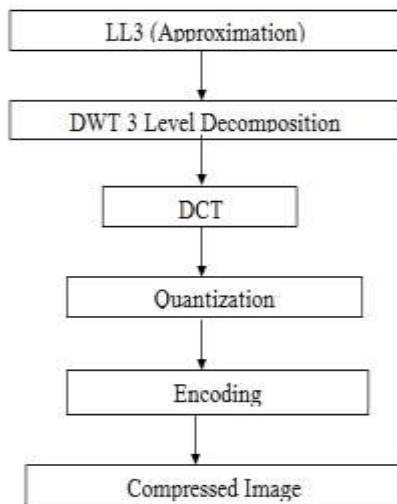 LL3 (Approximation)
DWT 3 Level Decomposition
DCT
Quantization
Encoding
Compressed Image